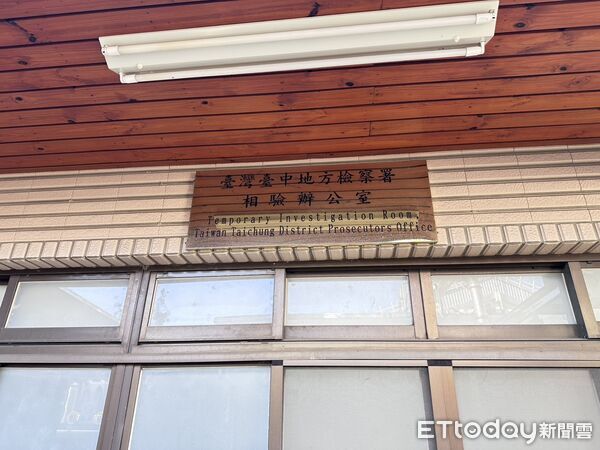 臺灣臺中地方檢察署
相驗辦公室
Temporary Investigation Room,
Taiwan Taichung District Prosecutors Office
ETtoday新聞雲